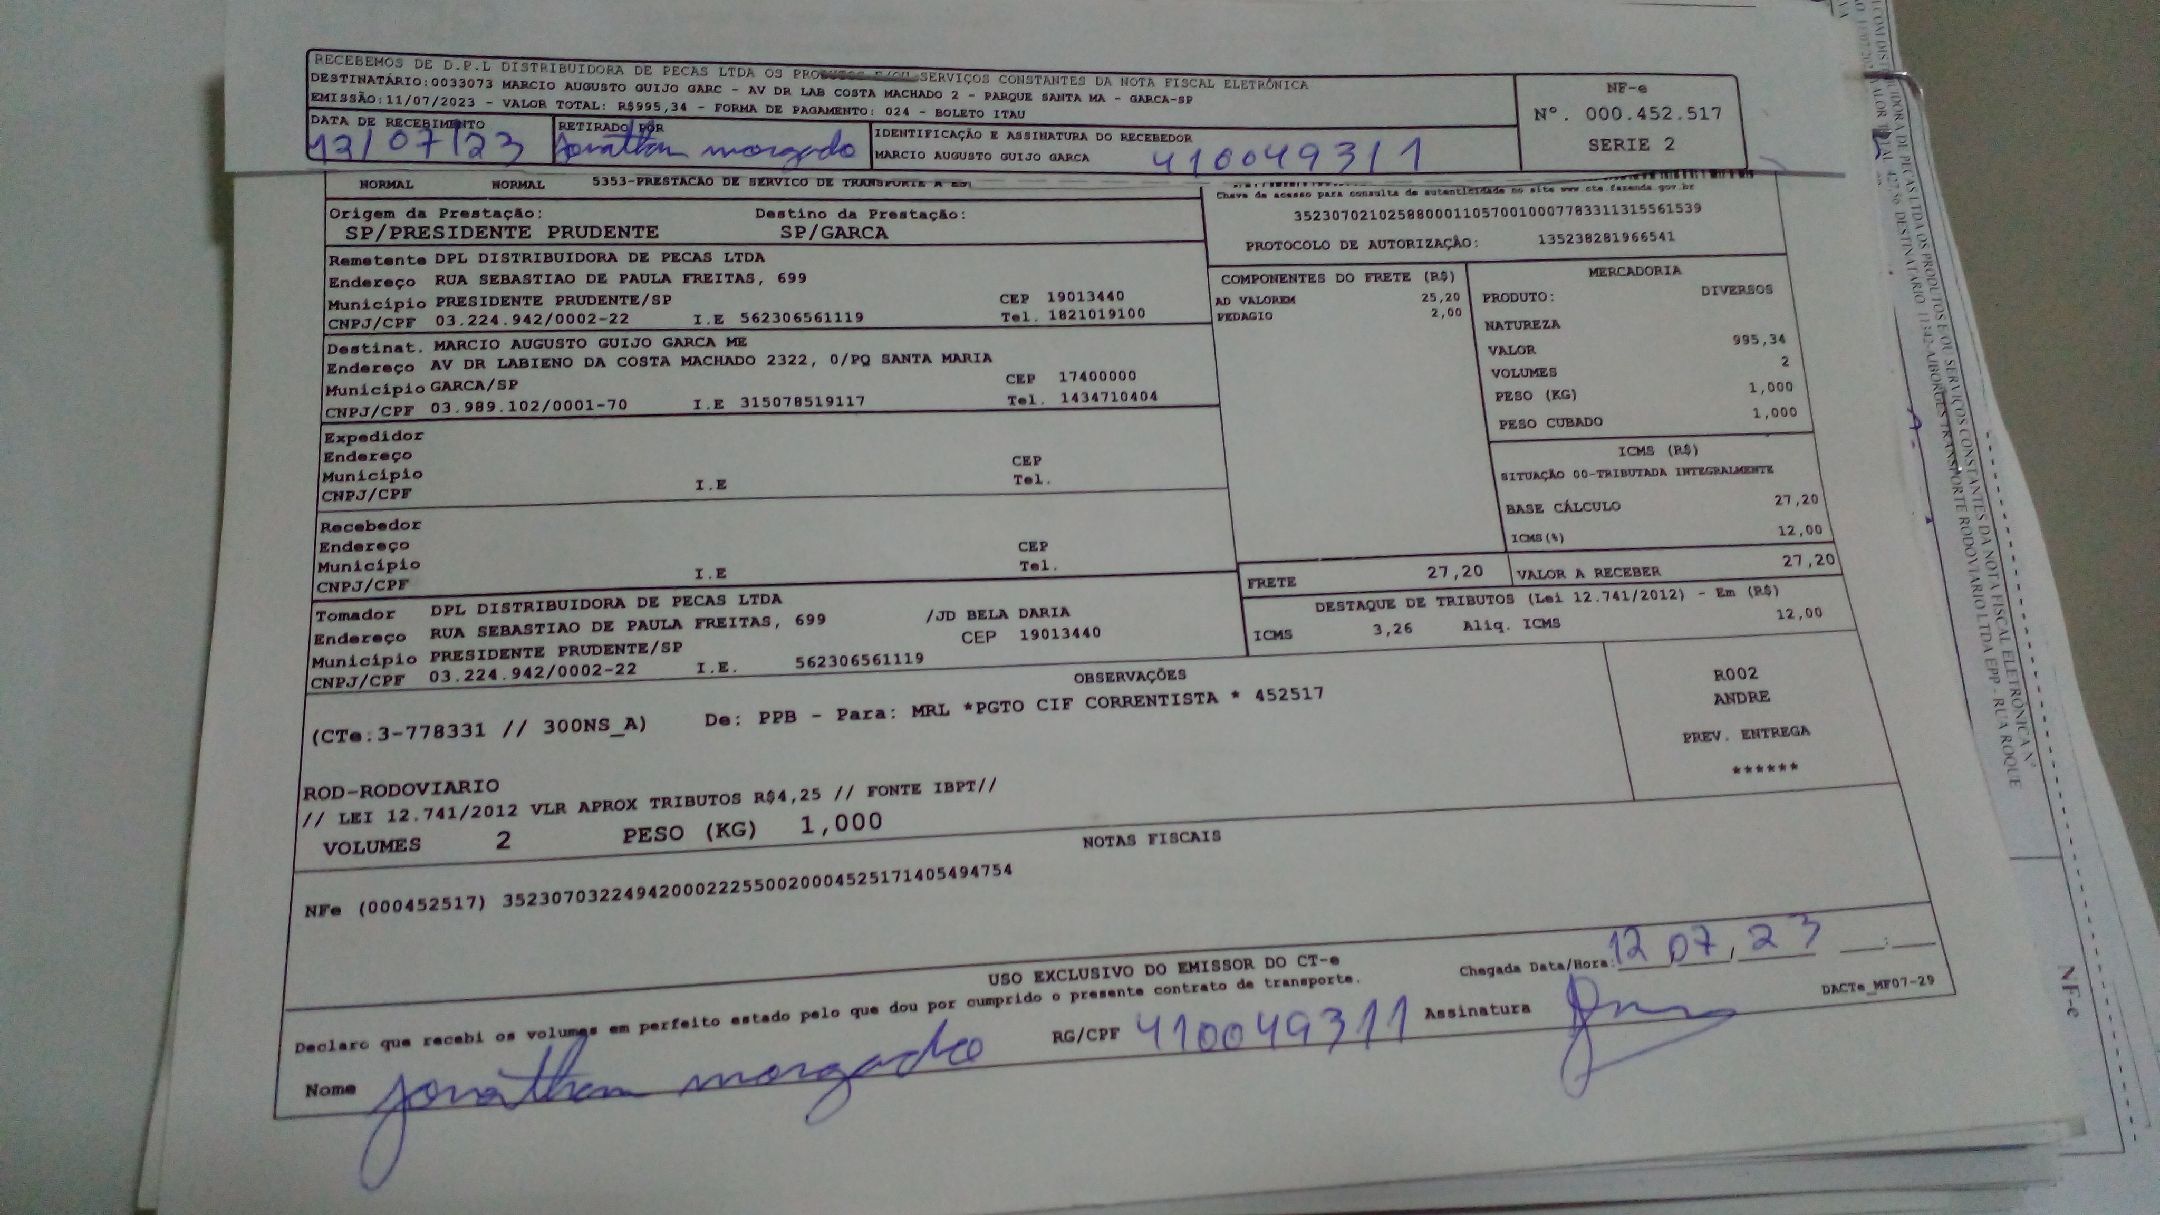 RECEBEMOS DE D.P.L DISTRIBUIDORA DE PECAS LTDA OS PRODUTOS E/OU SERVIÇOS CONSTANTES DA NOTA FISCAL ELETRÔNICA
DESTINATÁRIO:0033073 MARCIO AUGUSTO GUIJO GARC - AV DR LAB COSTA MACHADO 2 - PARQUE SANTA MA - GARCA-SP
EMISSÃO:11/07/2023 - VALOR TOTAL: R$995,34 - FORMA DE PAGAMENTO: 024 - BOLETO ITAU
NF-e
Nº. 000.452.517
SERIE 2
DATA DE RECEBIMENTO
12/07/23
RETIRADO POR
Jonathan morgado
IDENTIFICAÇÃO E ASSINATURA DO RECEBEDOR
MARCIO AUGUSTO GUIJO GARCA 410049311
NORMAL NORMAL 5353-PRESTACAO DE SERVICO DE TRANSPORTE A
Chave de acesso para consulta de autenticidade no site www.cte.fazenda.gov.br
35230702102588000110570010007783311315561539
PROTOCOLO DE AUTORIZAÇÃO: 135238281966541
Origem da Prestação: Destino da Prestação:
SP/PRESIDENTE PRUDENTE SP/GARCA
Remetente DPL DISTRIBUIDORA DE PECAS LTDA
Endereço RUA SEBASTIAO DE PAULA FREITAS, 699
Município PRESIDENTE PRUDENTE/SP CEP 19013440
CNPJ/CPF 03.224.942/0002-22 I.E 562306561119 Tel. 1821019100
Destinat. MARCIO AUGUSTO GUIJO GARCA ME
Endereço AV DR LABIENO DA COSTA MACHADO 2322, 0/PQ SANTA MARIA
Município GARCA/SP CEP 17400000
CNPJ/CPF 03.989.102/0001-70 I.E 315078519117 Tel. 1434710404
Expedidor
Endereço
Município CEP
CNPJ/CPF I.E Tel.
Recebedor
Endereço
Município CEP
CNPJ/CPF I.E Tel.
Tomador DPL DISTRIBUIDORA DE PECAS LTDA
Endereço RUA SEBASTIAO DE PAULA FREITAS, 699 /JD BELA DARIA
Município PRESIDENTE PRUDENTE/SP CEP 19013440
CNPJ/CPF 03.224.942/0002-22 I.E. 562306561119
COMPONENTES DO FRETE (R$)
AD VALOREM 25,20
PEDAGIO 2,00
MERCADORIA
PRODUTO: DIVERSOS
NATUREZA
VALOR 995,34
VOLUMES 2
PESO (KG) 1,000
PESO CUBADO 1,000
ICMS (R$)
SITUAÇÃO 00-TRIBUTADA INTEGRALMENTE
BASE CÁLCULO 27,20
ICMS(%) 12,00
FRETE 27,20 VALOR A RECEBER 27,20
DESTAQUE DE TRIBUTOS (Lei 12.741/2012) - Em (R$)
ICMS 3,26 Aliq. ICMS 12,00
OBSERVAÇÕES
(CTe:3-778331 // 300NS_A) De: PPB - Para: MRL *PGTO CIF CORRENTISTA * 452517
ROD-RODOVIARIO
// LEI 12.741/2012 VLR APROX TRIBUTOS R$4,25 // FONTE IBPT//
VOLUMES 2 PESO (KG) 1,000
R002
ANDRE
PREV. ENTREGA
******
NOTAS FISCAIS
NFe (000452517) 35230703224942000222550020004525171405494754
USO EXCLUSIVO DO EMISSOR DO CT-e
Declaro que recebi os volumes em perfeito estado pelo que dou por cumprido o presente contrato de transporte.
Chegada Data/Hora: 12 07, 23 :
Nome Jonathan morgado RG/CPF 410049311 Assinatura
DACTe_MF07-29
NF-e